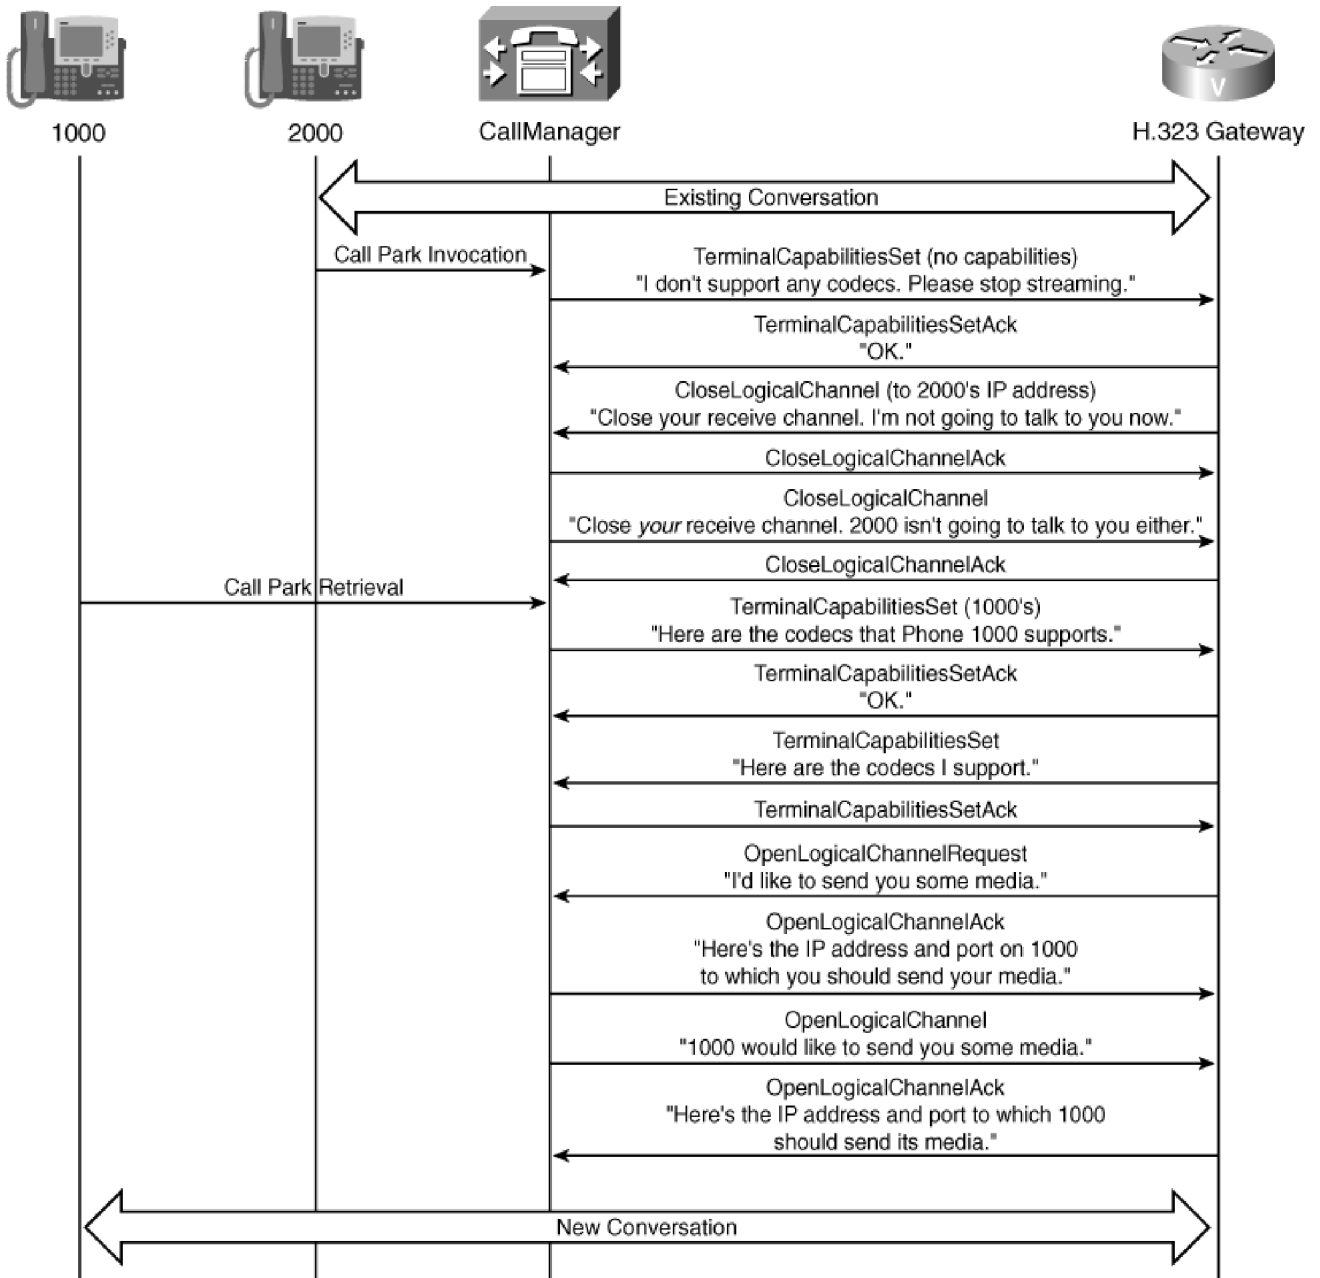 1000
2000
CallManager
H.323 Gateway
V
Existing Conversation
Call Park Invocation
TerminalCapabilitiesSet (no capabilities)
"I don't support any codecs. Please stop streaming."
TerminalCapabilitiesSetAck
"OK."
CloseLogicalChannel (to 2000's IP address)
"Close your receive channel. I'm not going to talk to you now."
CloseLogicalChannelAck
CloseLogicalChannel
"Close your receive channel. 2000 isn't going to talk to you either."
CloseLogicalChannelAck
Call Park Retrieval
TerminalCapabilitiesSet (1000's)
"Here are the codecs that Phone 1000 supports."
TerminalCapabilitiesSetAck
"OK."
TerminalCapabilitiesSet
"Here are the codecs I support."
TerminalCapabilitiesSetAck
OpenLogicalChannelRequest
"I'd like to send you some media."
OpenLogicalChannelAck
"Here's the IP address and port on 1000
to which you should send your media."
OpenLogicalChannel
"1000 would like to send you some media."
OpenLogicalChannelAck
"Here's the IP address and port to which 1000
should send its media."
New Conversation